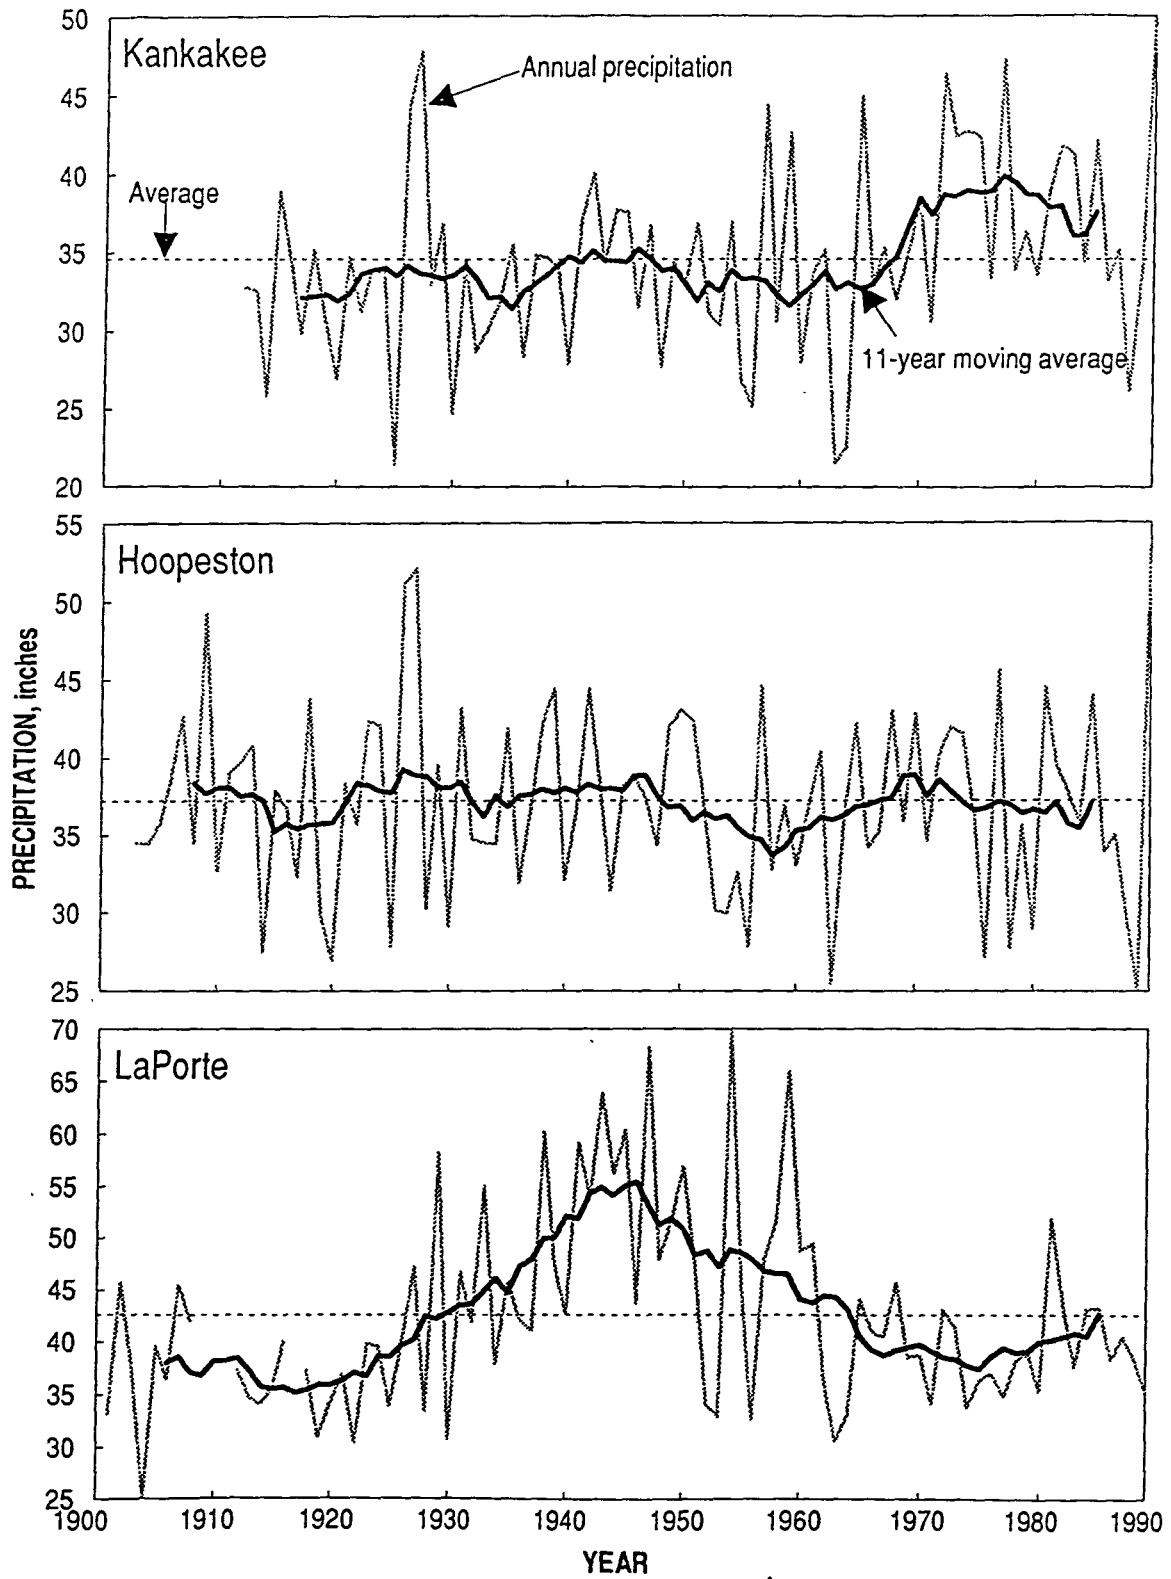 50
Kankakee
Annual precipitation
45
40
Average
35
30
11-year moving average
25
20
55
Hoopeston
50
45
40
35
30
25
PRECIPITATION, inches
70
LaPorte
65
60
55
50
45
40
35
30
25
1900 1910 1920 1930 1940 1950 1960 1970 1980 1990
YEAR